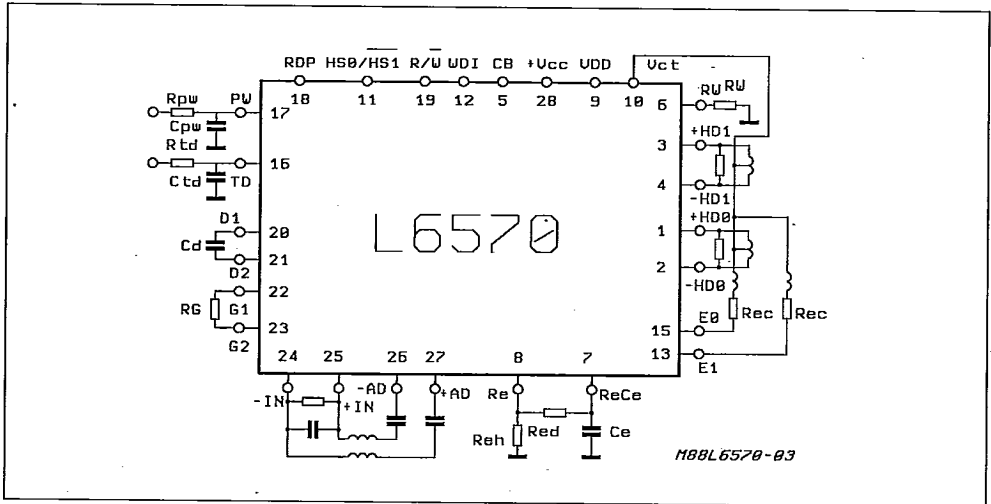 RDP HS0/HS1 R/W WDI CB +Vcc VDD Vct
18 11 19 12 5 28 9 10
Rpw PW 17
Cpw
Rtd 16
Ctd TD
D1 20
Cd 21
D2
22
RG G1
23
G2
24 25 26 27 8 7
-IN +IN -AD +AD Re ReCe
Reh Red Ce
L6570
6 RW RW
+HD1
3
4
-HD1
+HD0
1
2
-HD0
Rec Rec
15 E0
13 E1
M88L6570-03